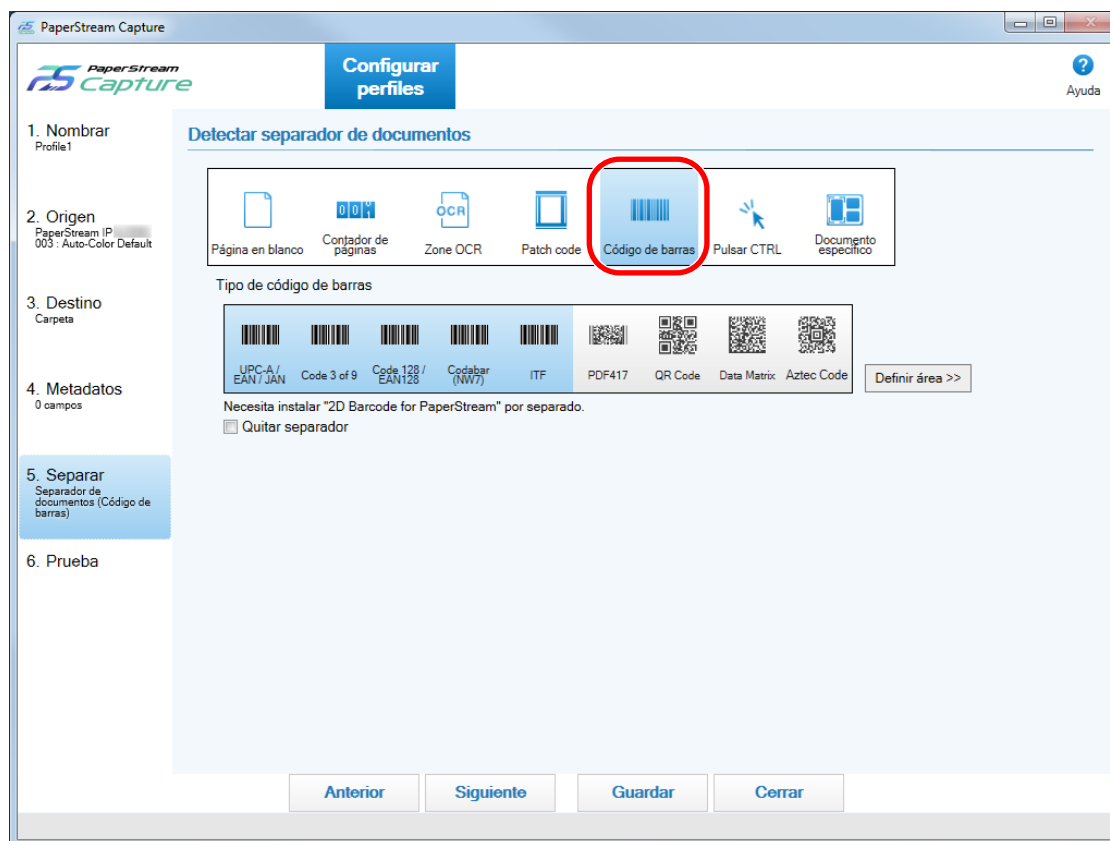 PaperStream Capture
PaperStream
Capture
Configurar
perfiles
?
Ayuda
1. Nombrar
Profile1
2. Origen
PaperStream IP
003 : Auto-Color Default
3. Destino
Carpeta
4. Metadatos
0 campos
5. Separar
Separador de
documentos (Código de
barras)
6. Prueba
Detectar separador de documentos
Página en blanco
Contador de
páginas
OCR
Zone OCR
Patch code
Código de barras
Pulsar CTRL
Documento
específico
Tipo de código de barras
UPC-A /
EAN / JAN
Code 3 of 9
Code 128 /
EAN128
Codabar
(NW7)
ITF
PDF417
QR Code
Data Matrix
Aztec Code
Definir área >>
Necesita instalar "2D Barcode for PaperStream" por separado.
Quitar separador
Anterior
Siguiente
Guardar
Cerrar